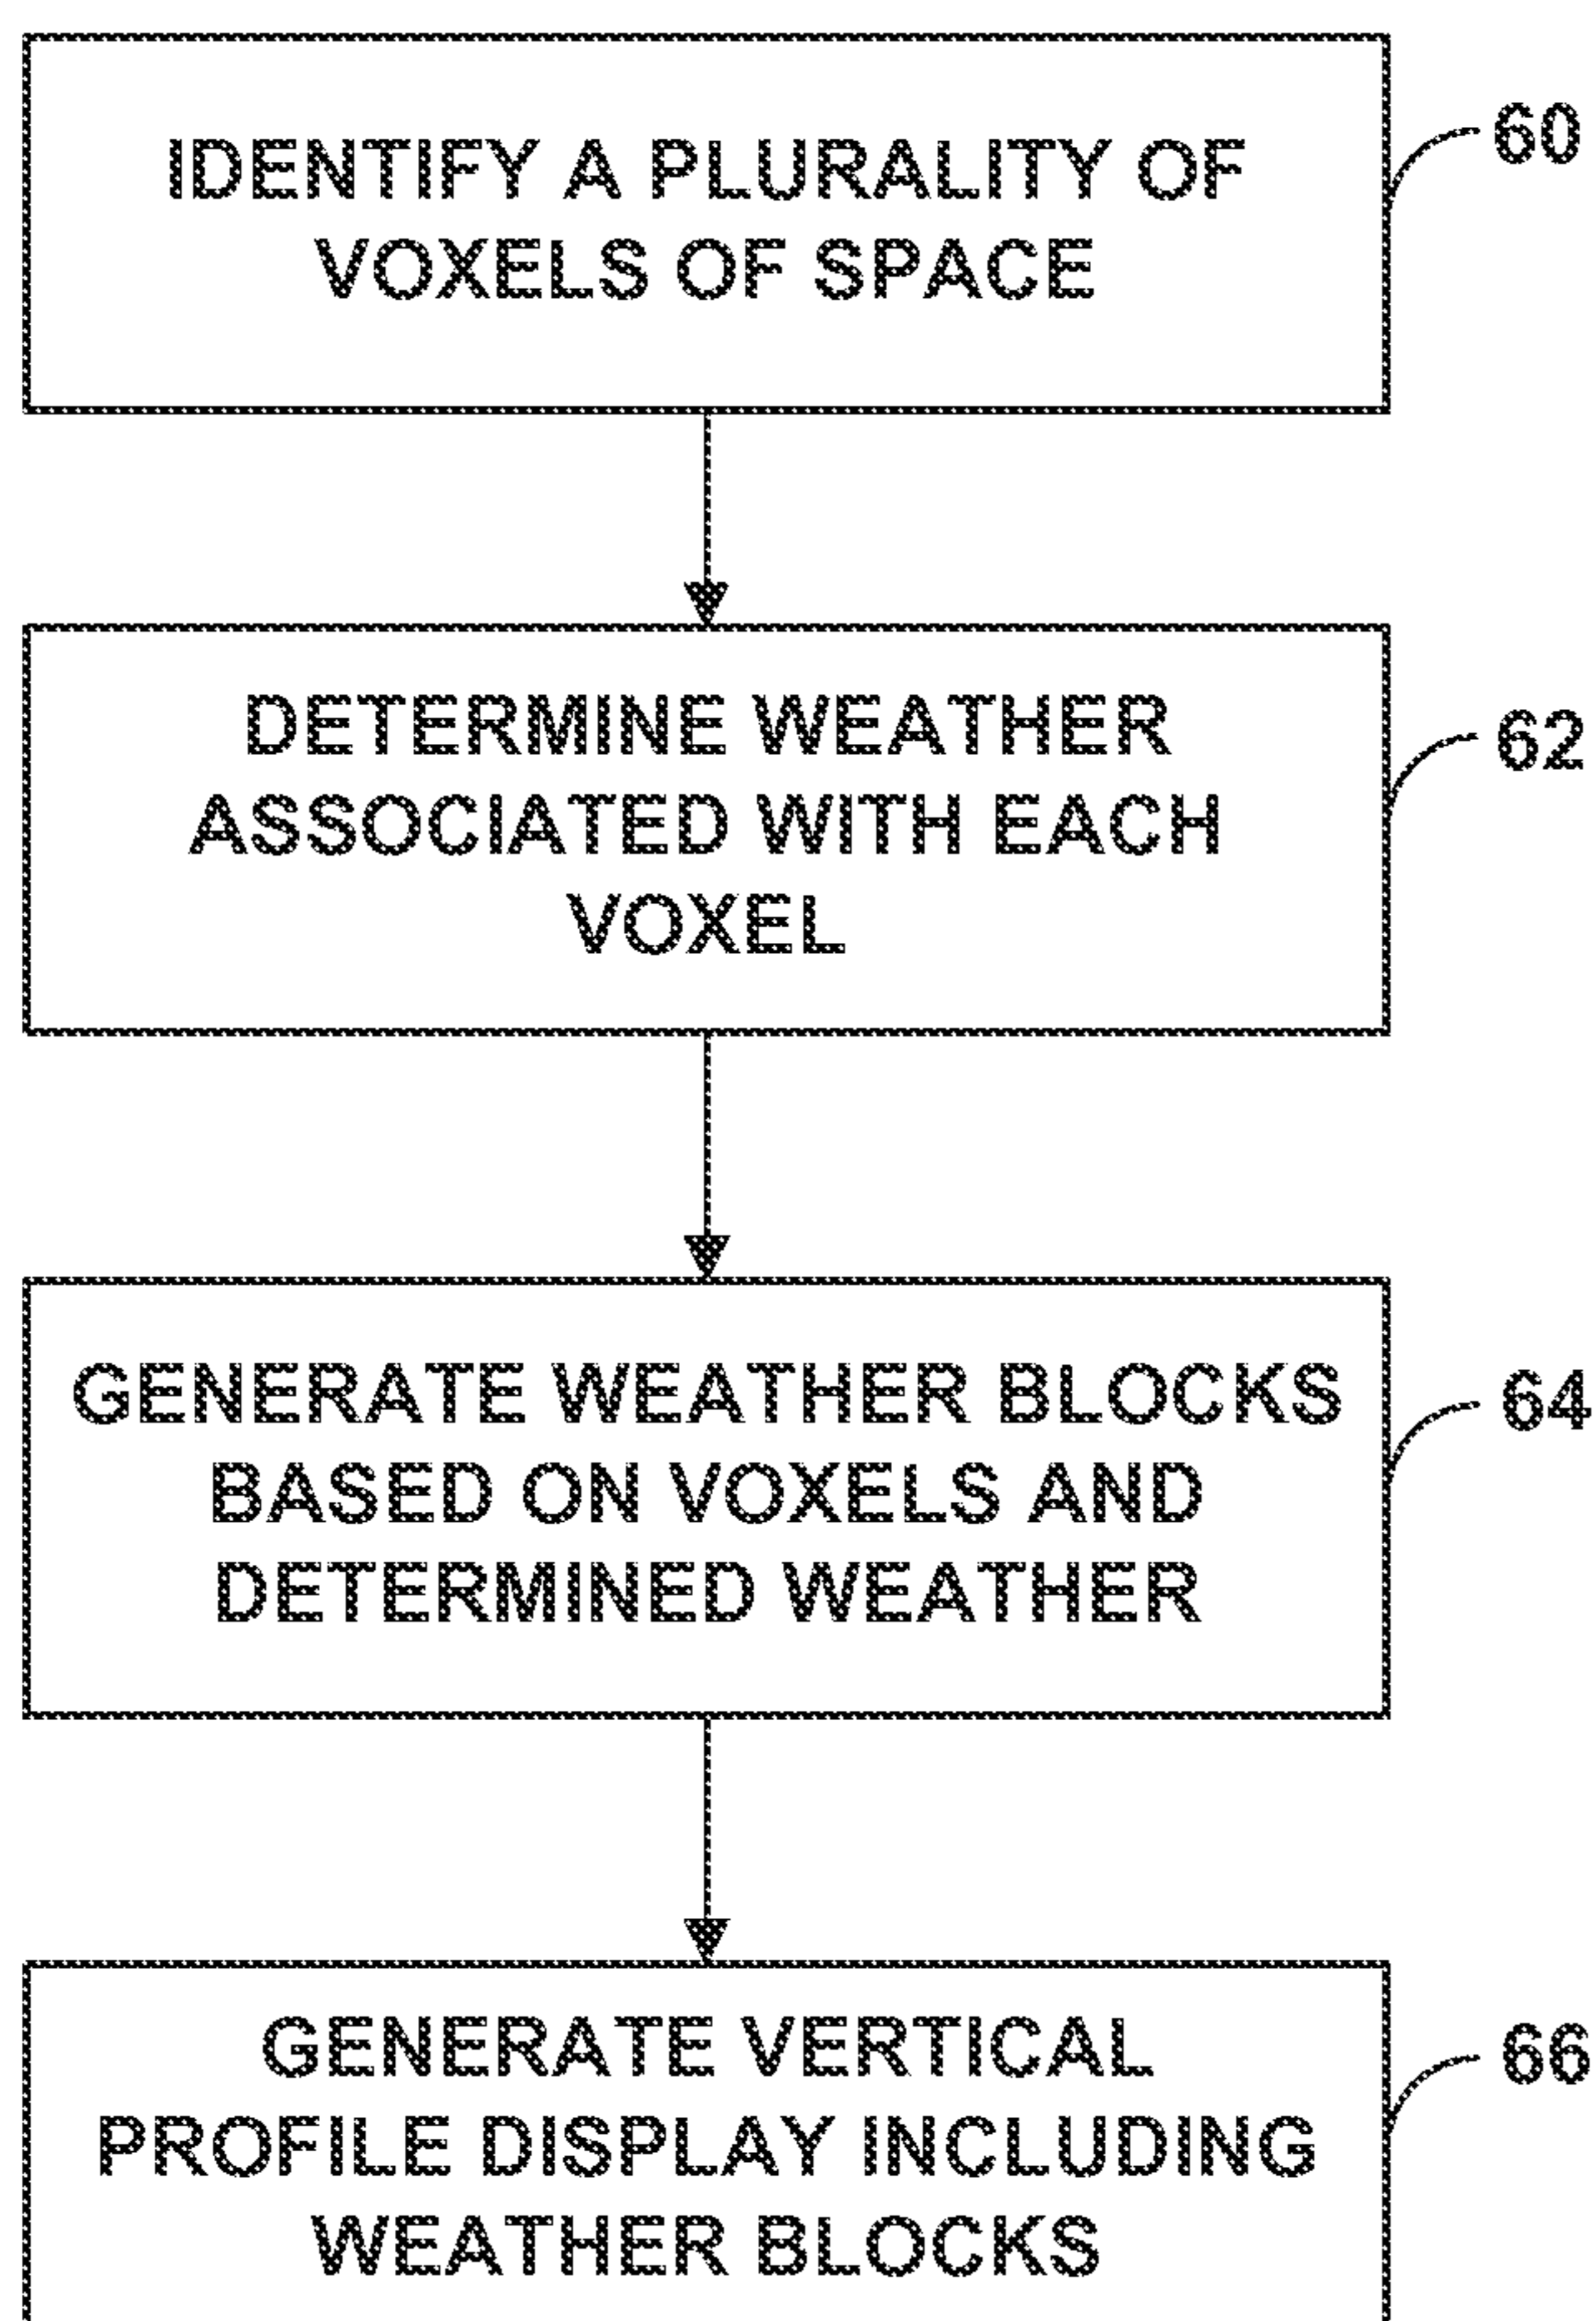 IDENTIFY A PLURALITY OF
VOXELS OF SPACE
60
DETERMINE WEATHER
ASSOCIATED WITH EACH
VOXEL
62
GENERATE WEATHER BLOCKS
BASED ON VOXELS AND
DETERMINED WEATHER
64
GENERATE VERTICAL
PROFILE DISPLAY INCLUDING
WEATHER BLOCKS
66